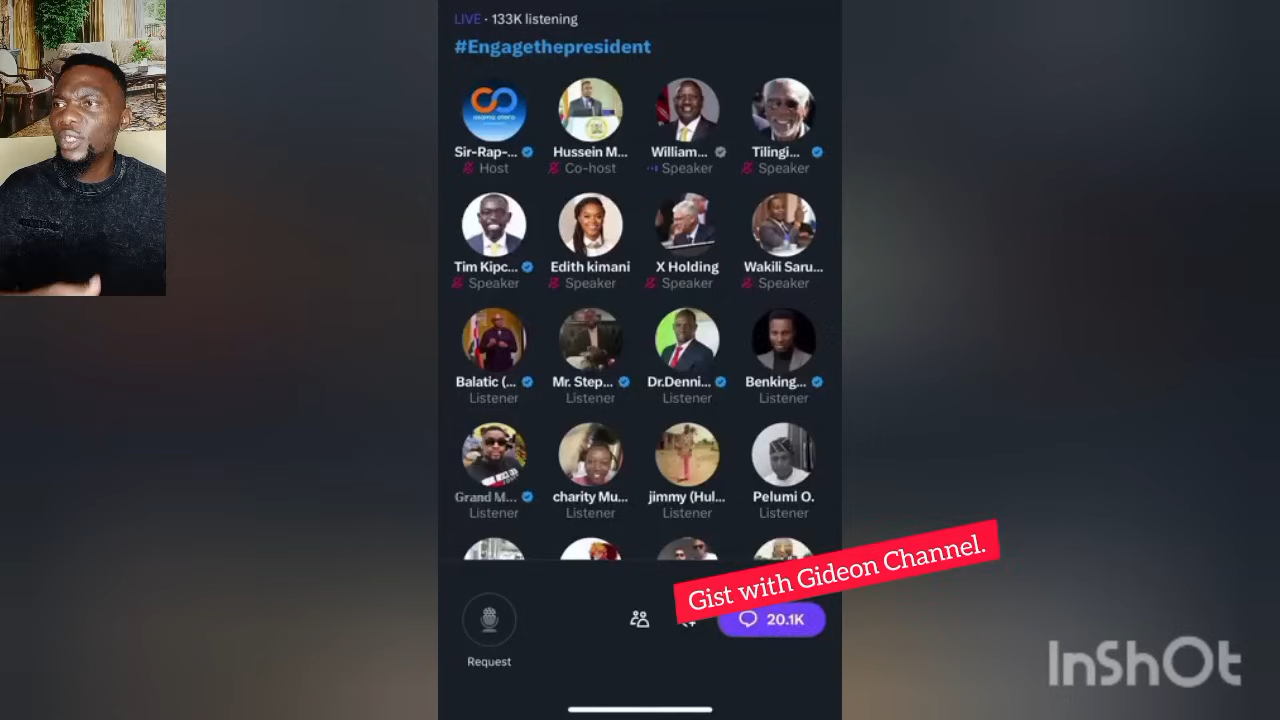 LIVE · 133K listening
#Engagethepresident
Sir-Rap-... Hussein M... William... Tilingi...
Host Co-host Speaker Speaker
Tim Kipc... Edith kimani X Holding Wakili Saru...
Speaker Speaker Speaker Speaker
Balatic (... Mr. Step... Dr.Denni... Benking...
Listener Listener Listener Listener
Grand M... charity Mu... jimmy (Hul... Pelumi O.
Listener Listener Listener Listener
Gist with Gideon Channel.
20.1K
Request
InShOt